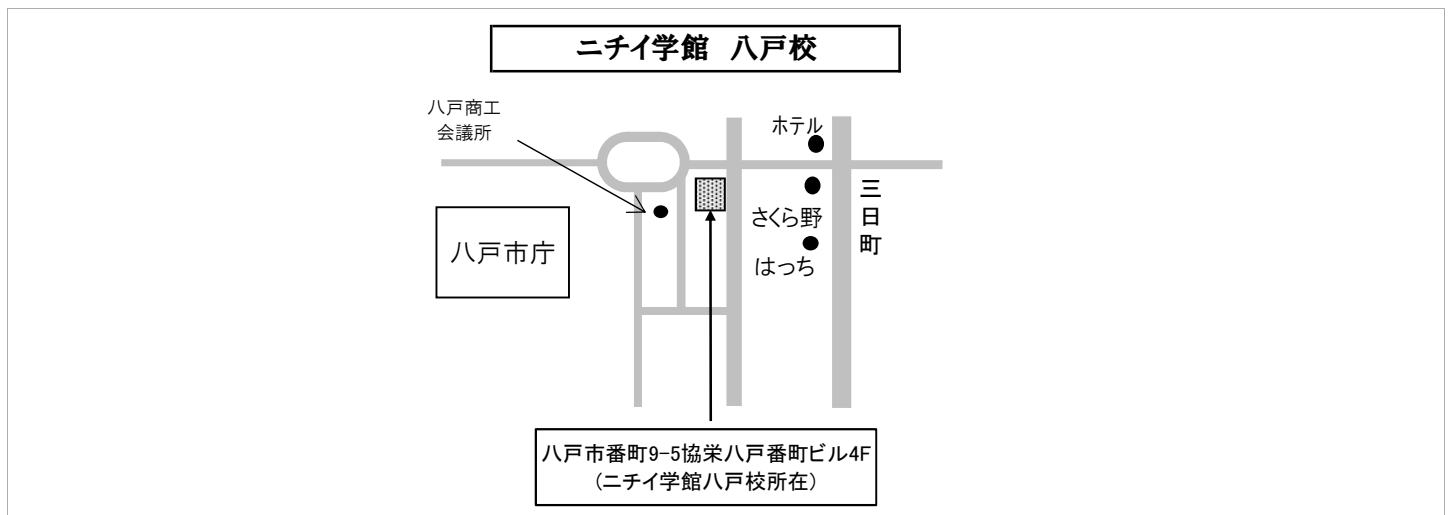 ニチイ学館 八戸校
八戸商工
会議所
ホテル
三日町
さくら野
はっち
八戸市庁
八戸市番町9-5協栄八戸番町ビル4F
(ニチイ学館八戸校所在)